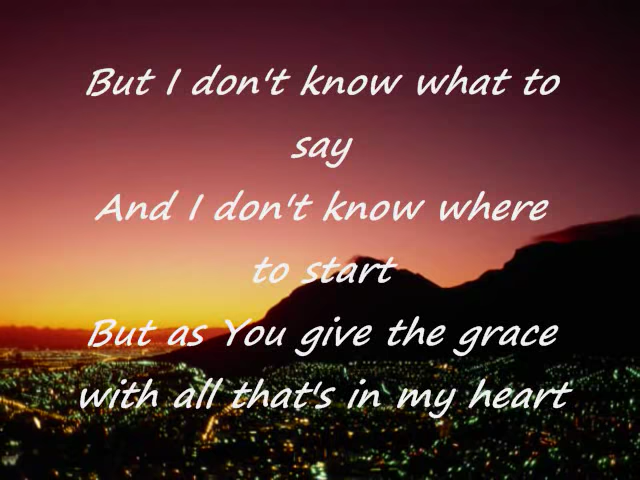 But I don't know what to
say
And I don't know where
to start
But as You give the grace
with all that's in my heart